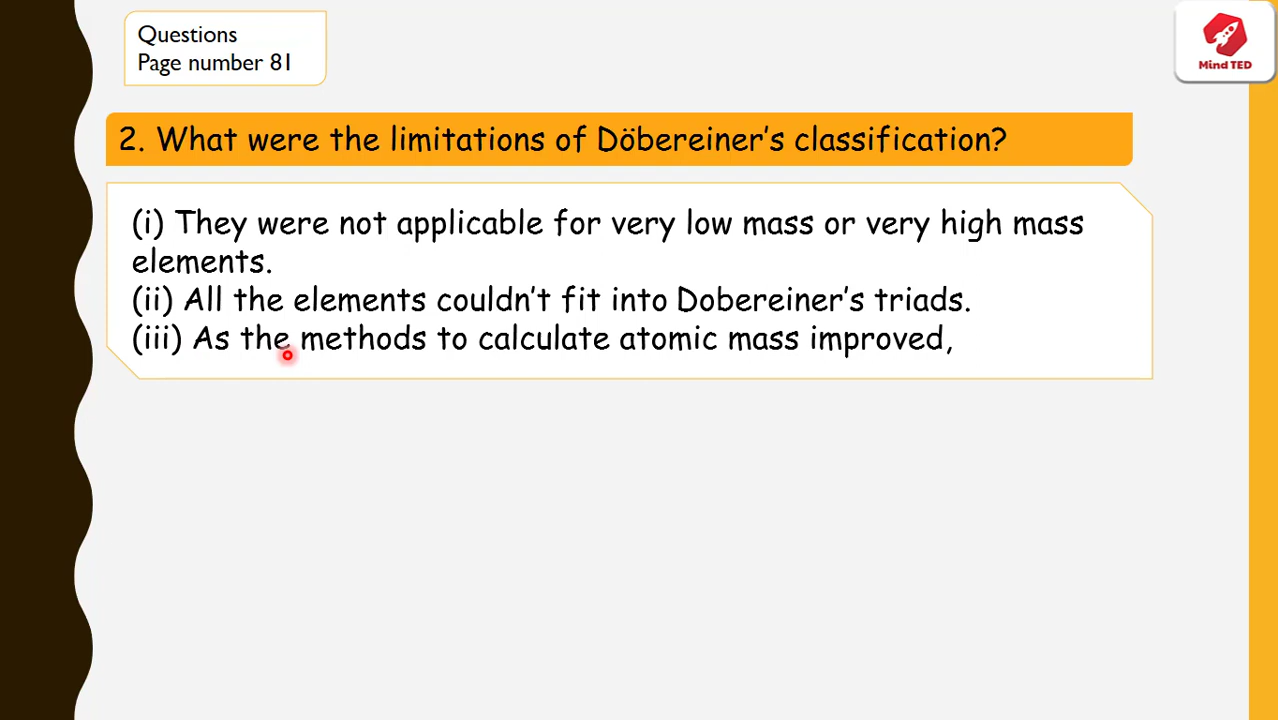 Questions
Page number 81
Mind TED
2. What were the limitations of Döbereiner's classification?
(i) They were not applicable for very low mass or very high mass
elements.
(ii) All the elements couldn't fit into Dobereiner's triads.
(iii) As the methods to calculate atomic mass improved,